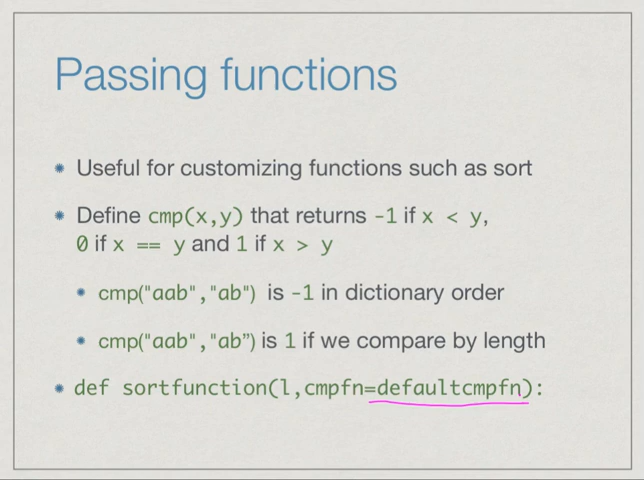 Passing functions
Useful for customizing functions such as sort
Define cmp(x,y) that returns -1 if x < y,
0 if x == y and 1 if x > y
cmp("aab","ab") is -1 in dictionary order
cmp("aab","ab”) is 1 if we compare by length
def sortfunction(l,cmpfn=defaultcmpfn):